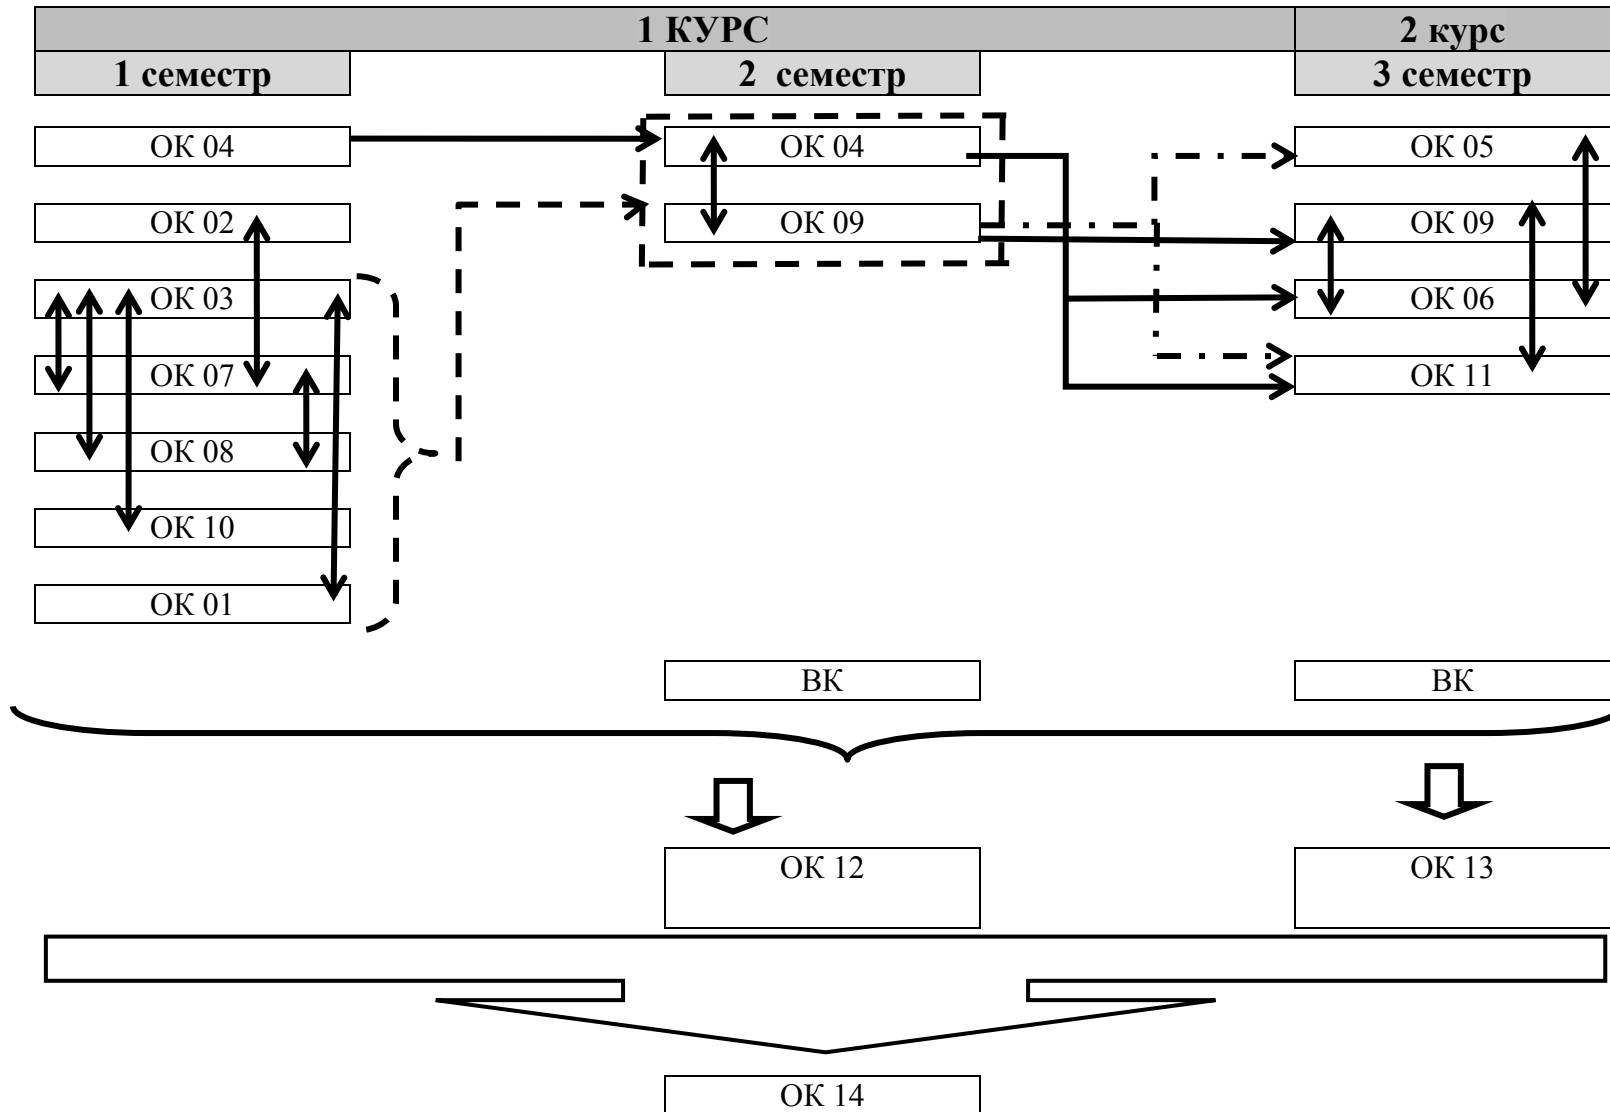 1 КУРС 2 курс
1 семестр 2 семестр 3 семестр
ОК 04 ОК 04 ОК 05
ОК 02 ОК 09 ОК 09
ОК 03 ОК 06
ОК 07 ОК 11
ОК 08
ОК 10
ОК 01
ВК ВК
ОК 12 ОК 13
ОК 14